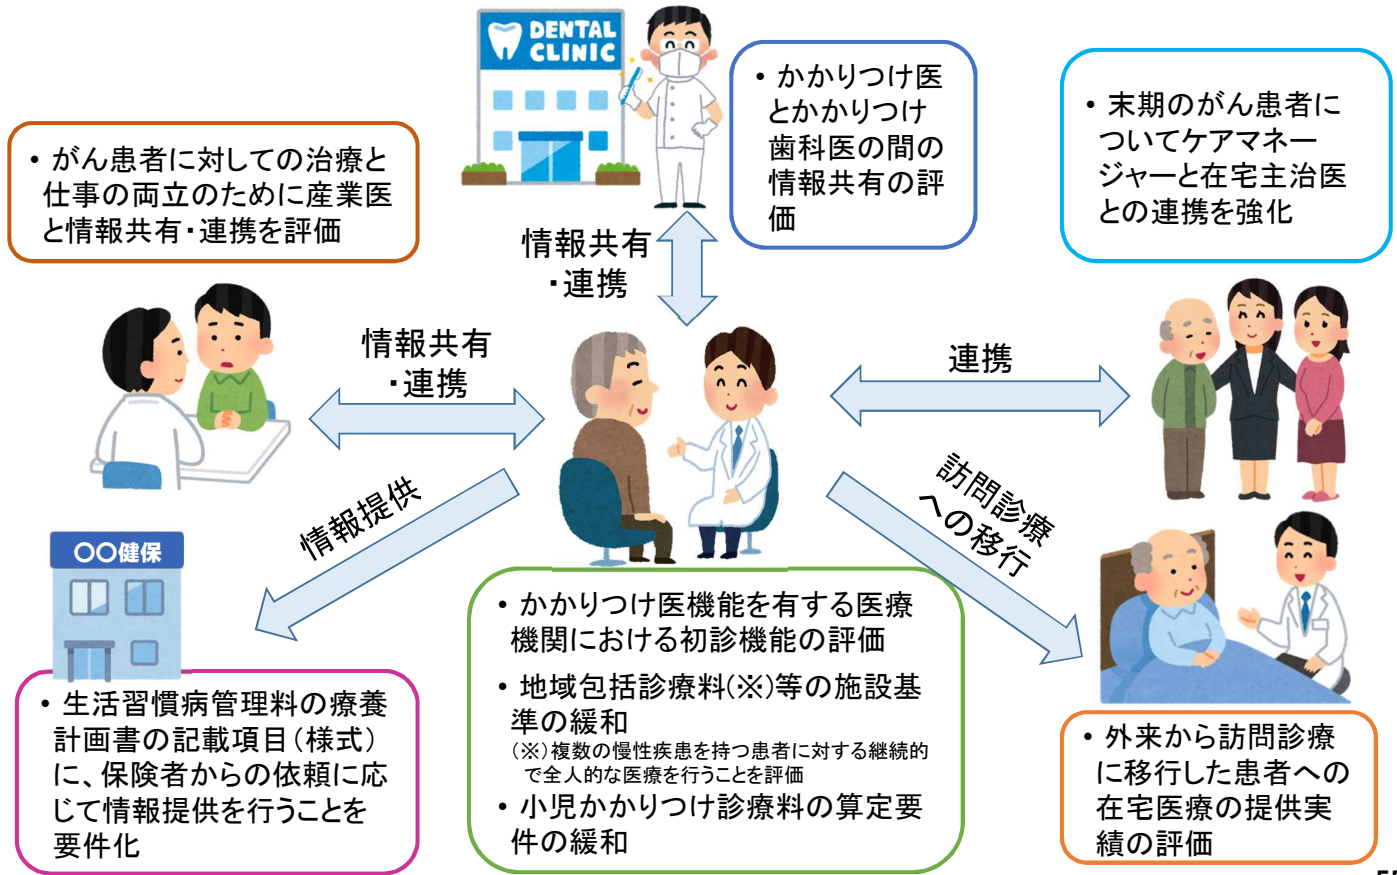 DENTAL
CLINIC
・かかりつけ医
とかかりつけ
歯科医の間の
情報共有の評
価
・末期のがん患者に
ついてケアマネー
ジャーと在宅主治医
との連携を強化
・がん患者に対しての治療と
仕事の両立のために産業医
と情報共有・連携を評価
情報共有
・連携
情報共有
・連携
連携
情報提供
訪問診療
への移行
〇〇健保
・かかりつけ医機能を有する医療
機関における初診機能の評価
・地域包括診療料(※)等の施設基
準の緩和
(※)複数の慢性疾患を持つ患者に対する継続的
で全人的な医療を行うことを評価
・小児かかりつけ診療料の算定要
件の緩和
・生活習慣病管理料の療養
計画書の記載項目(様式)
に、保険者からの依頼に応
じて情報提供を行うことを
要件化
・外来から訪問診療
に移行した患者への
在宅医療の提供実
績の評価